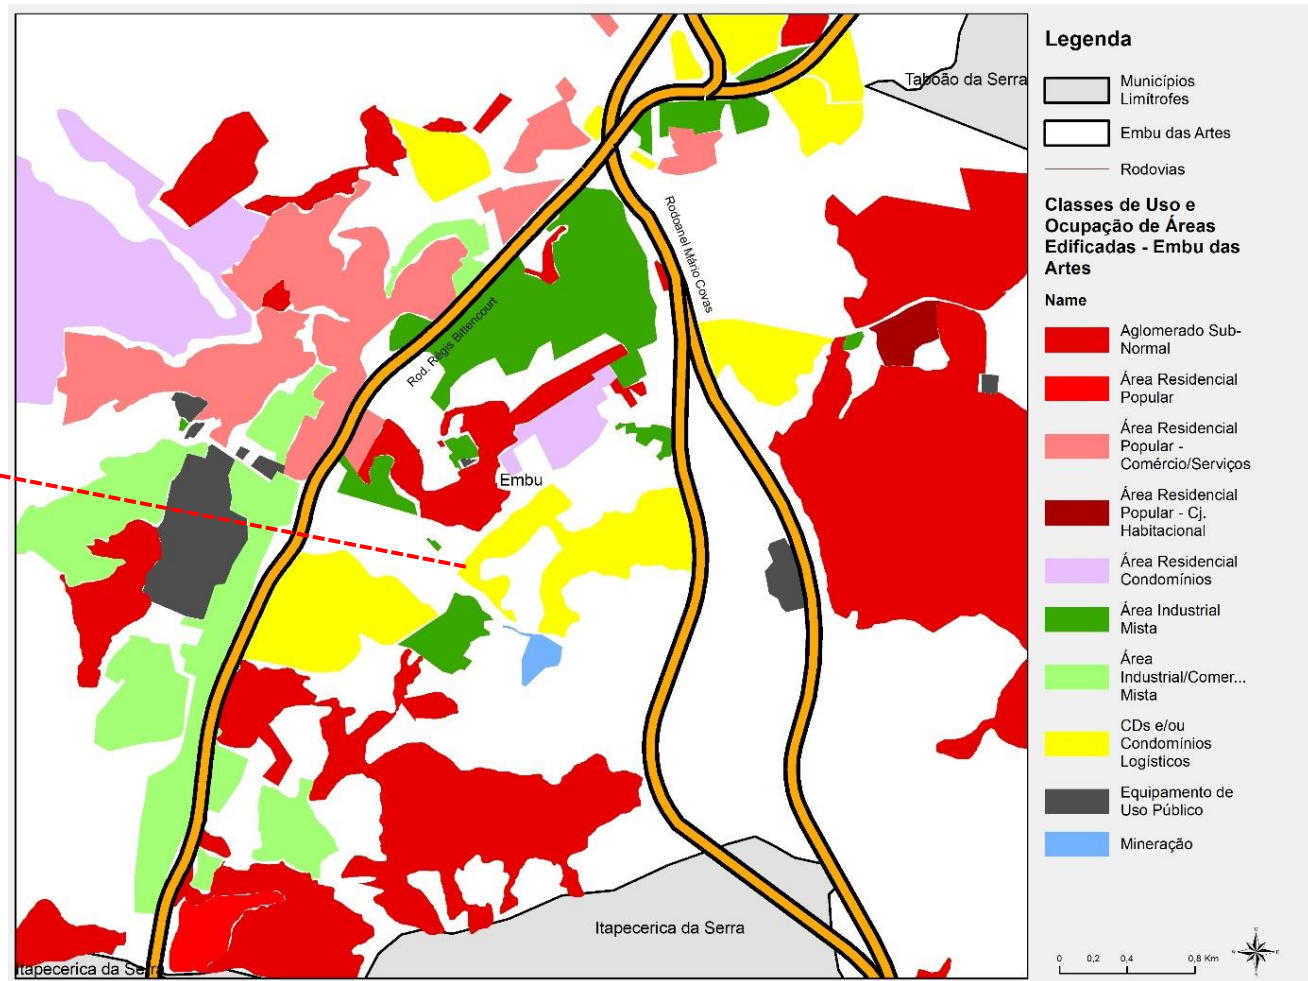 Taboão da Serra
Rodoanel Mário Covas
Rod. Régis Bittencourt
Embu
Itapecerica da Serra
Itapecerica da Serra
Legenda
Municípios
Limítrofes
Embu das Artes
Rodovias
Classes de Uso e
Ocupação de Áreas
Edificadas - Embu das
Artes
Name
Aglomerado Sub-
Normal
Área Residencial
Popular
Área Residencial
Popular -
Comércio/Serviços
Área Residencial
Popular - Cj.
Habitacional
Área Residencial
Condomínios
Área Industrial
Mista
Área
Industrial/Comer...
Mista
CDs e/ou
Condomínios
Logísticos
Equipamento de
Uso Público
Mineração
0 0,2 0,4 0,8 Km